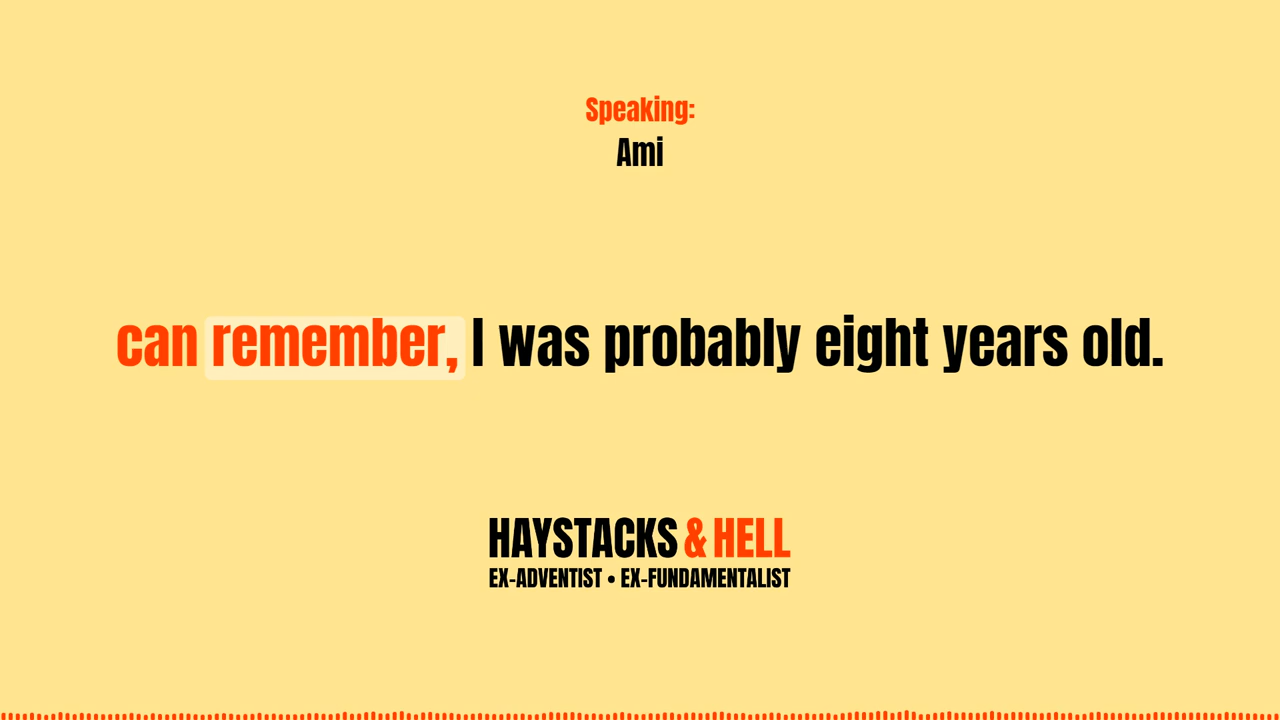 Speaking:
Ami
can remember, I was probably eight years old.
HAYSTACKS & HELL
EX-ADVENTIST • EX-FUNDAMENTALIST